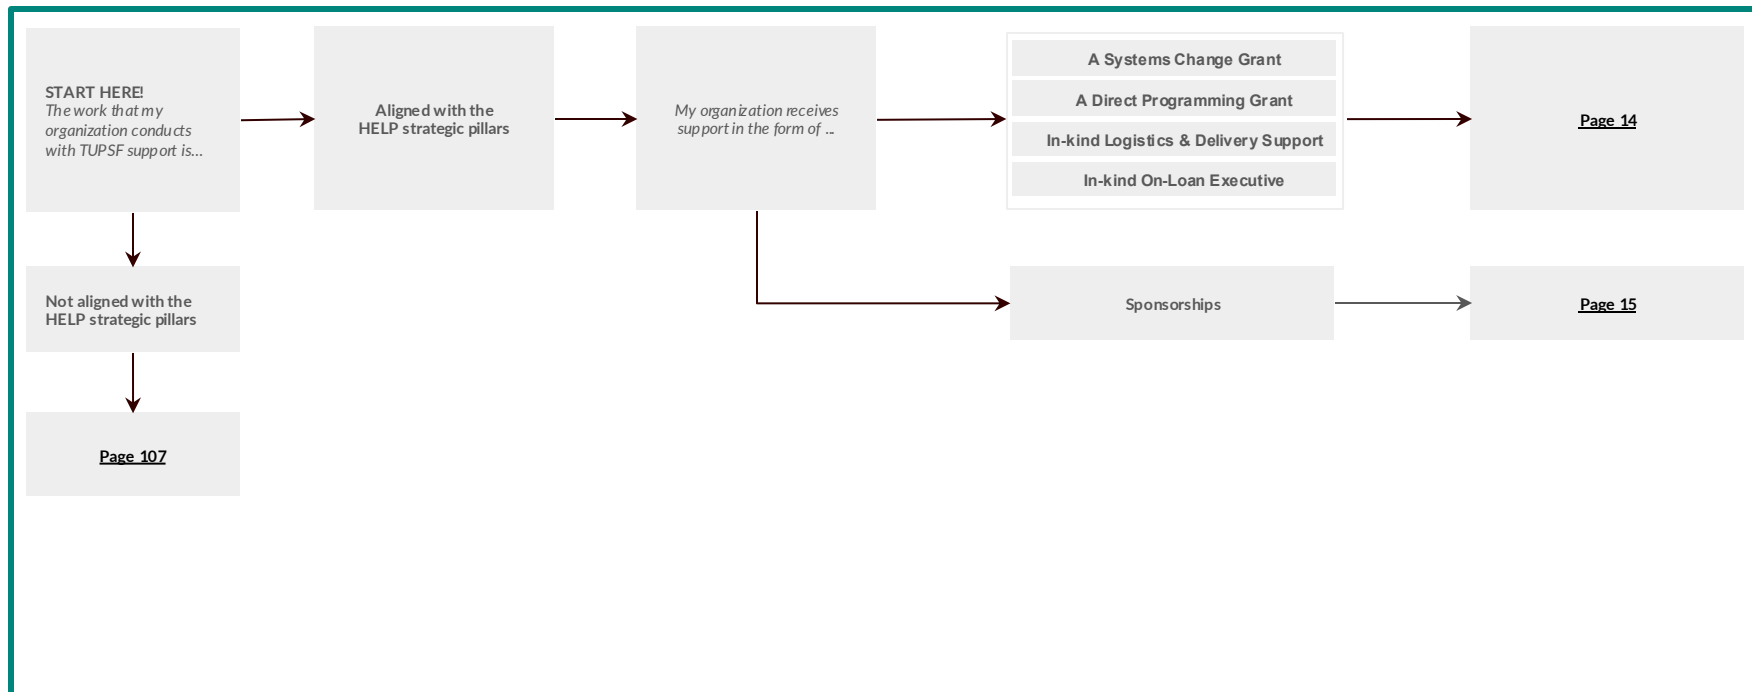 START HERE!
The work that my
organization conducts
with TUPSF support is...
Aligned with the
HELP strategic pillars
My organization receives
support in the form of ...
A Systems Change Grant
A Direct Programming Grant
In-kind Logistics & Delivery Support
In-kind On-Loan Executive
Page 14
Not aligned with the
HELP strategic pillars
Sponsorships
Page 15
Page 107